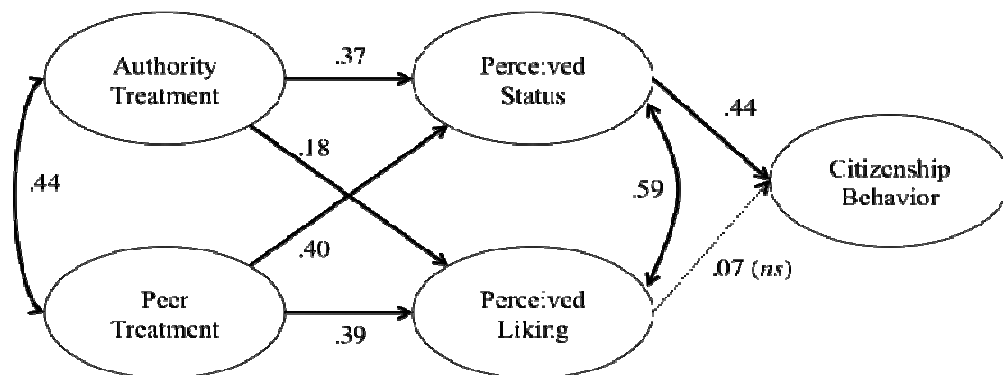 Authority
Treatment
.37
Perceived
Status
.44
.18
.44
.59
Citizenship
Behavior
.40
.07 (ns)
Peer
Treatment
.39
Perceived
Liking